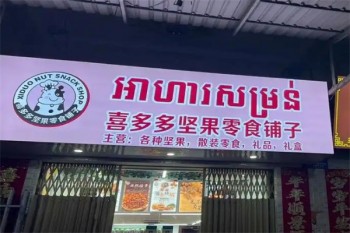 XIDUO NUT SNACK SHOP
喜多多坚果零食铺子
អាហារសម្រន់
喜多多坚果零食铺子
主营：各种坚果，散装零食，礼品，礼盒